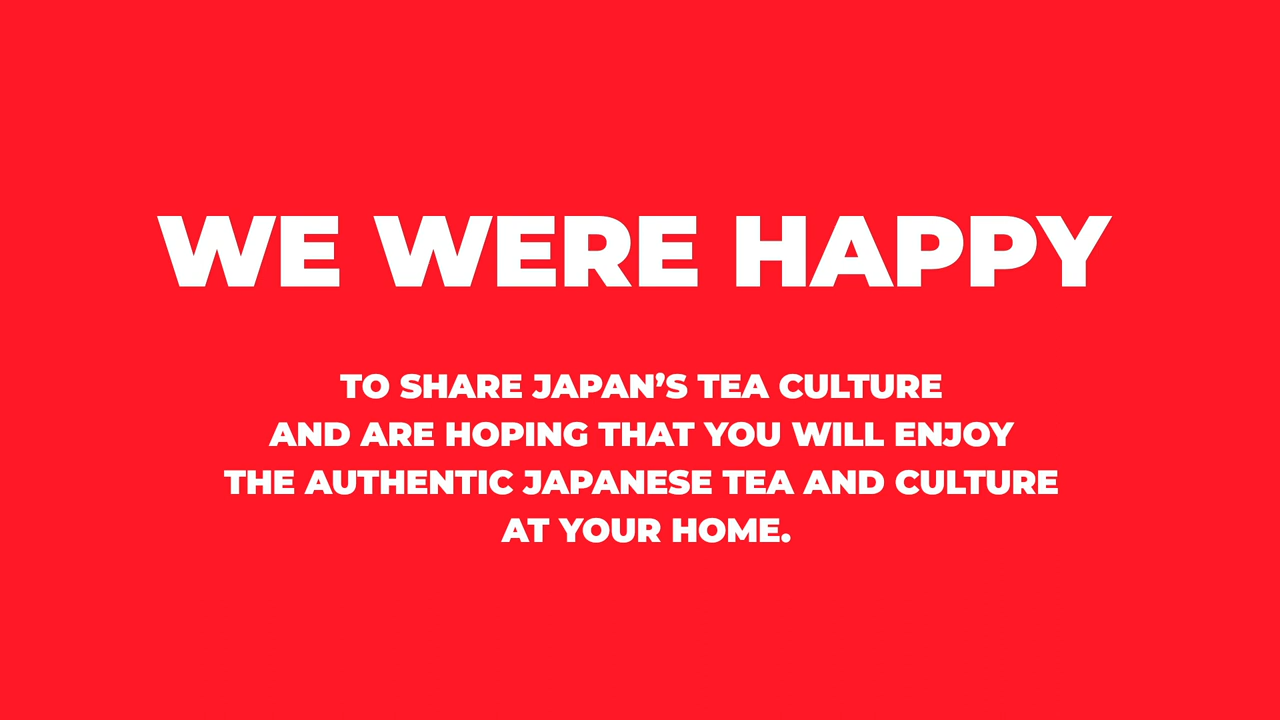 WE WERE HAPPY
TO SHARE JAPAN’S TEA CULTURE
AND ARE HOPING THAT YOU WILL ENJOY
THE AUTHENTIC JAPANESE TEA AND CULTURE
AT YOUR HOME.